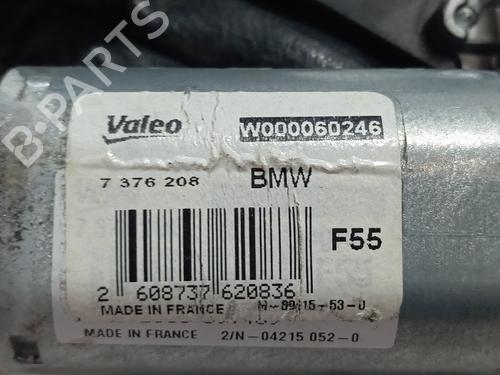 B-Parts
Valeo W000060246
7 376 208 BMW
F55
2 608737 620836
MADE IN FRANCE
MADE IN FRANCE 2/N-04215 052-0